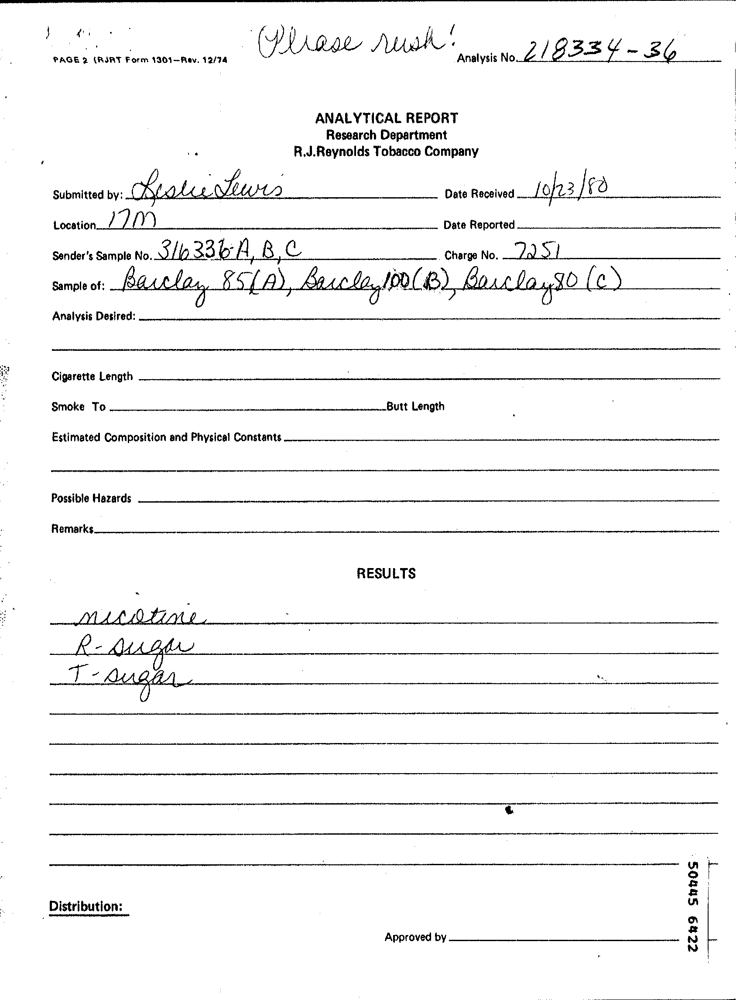 Please rush!
PAGE 2 (RJRT Form 1301—Rev. 12/74
Analysis No. 218334-36
ANALYTICAL REPORT
Research Department
R.J.Reynolds Tobacco Company
Submitted by: Leslie Lewis Date Received 10/23/80
Location 17M Date Reported
Sender's Sample No. 316336-A, B, C Charge No. 7251
Sample of: Barclay 85(A), Barclay 100(B), Barclay 80 (C)
Analysis Desired:
Cigarette Length
Smoke To Butt Length
Estimated Composition and Physical Constants
Possible Hazards
Remarks
RESULTS
nicotine
R-sugar
T-sugar
Distribution:
Approved by
50445 6422